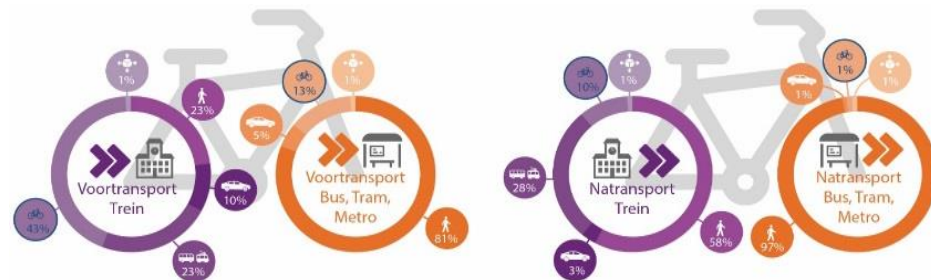 1%
23%
Voortransport
Trein
10%
43%
23%
13%
1%
5%
Voortransport
Bus, Tram,
Metro
81%
10%
1%
28%
Natransport
Trein
58%
3%
1%
1%
1%
Natransport
Bus, Tram,
Metro
97%